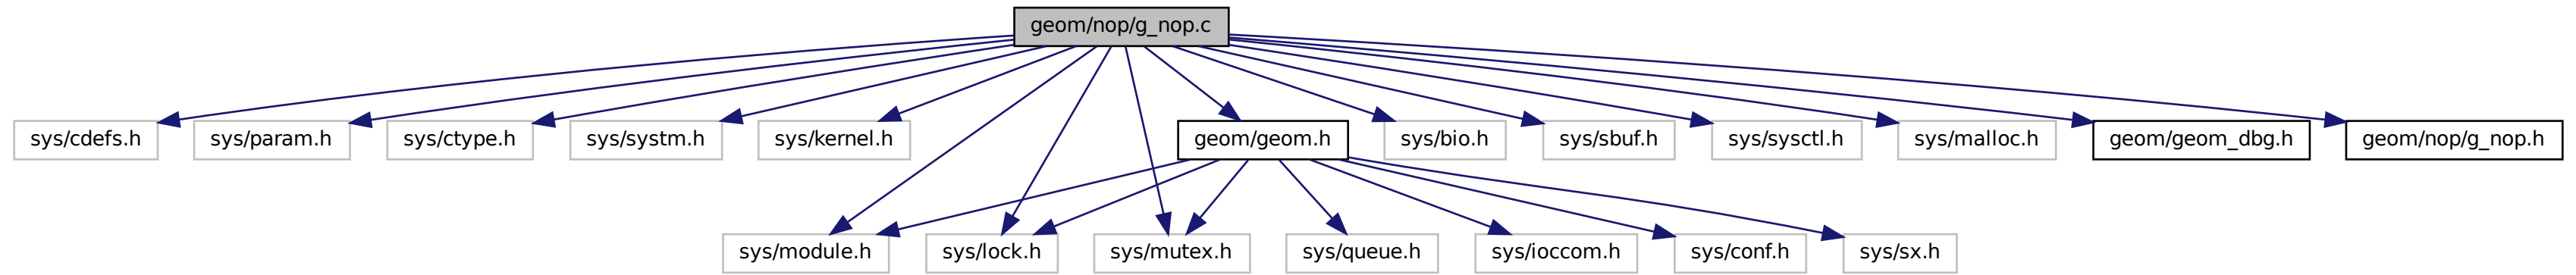 geom/nop/g_nop.c
sys/cdefs.h
sys/param.h
sys/ctype.h
sys/systm.h
sys/kernel.h
geom/geom.h
sys/bio.h
sys/sbuf.h
sys/sysctl.h
sys/malloc.h
geom/geom_dbg.h
geom/nop/g_nop.h
sys/module.h
sys/lock.h
sys/mutex.h
sys/queue.h
sys/ioccom.h
sys/conf.h
sys/sx.h